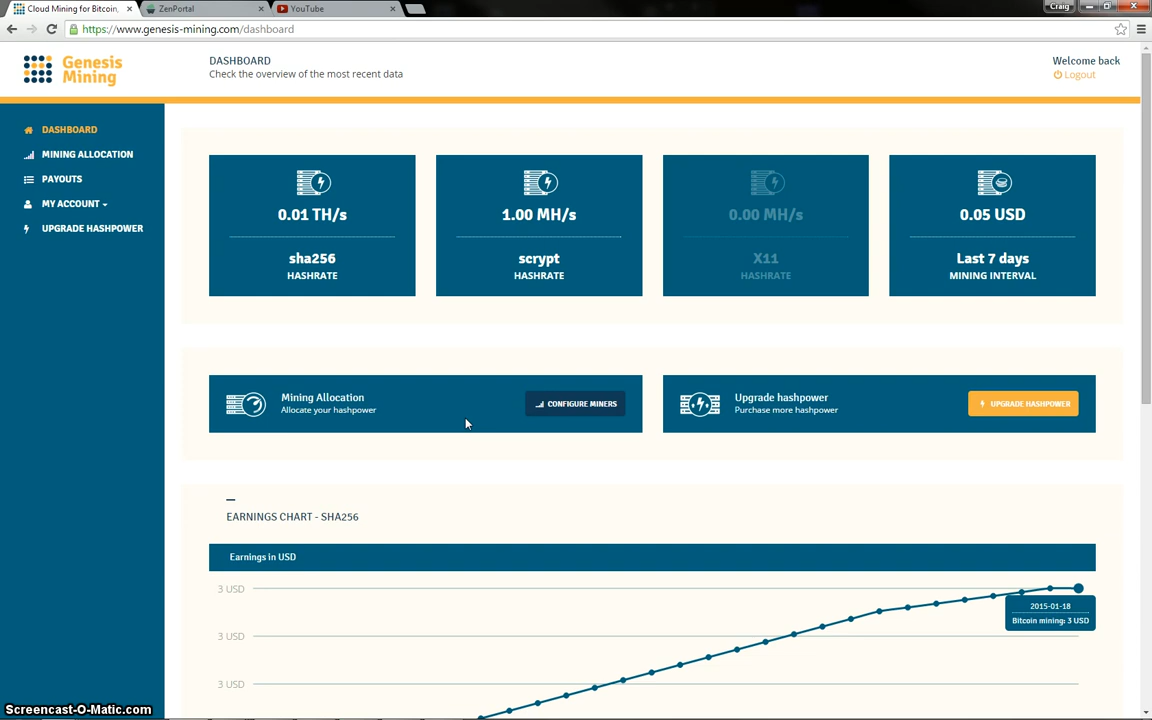 Cloud Mining for Bitcoin,
ZenPortal
YouTube
Craig
https://www.genesis-mining.com/dashboard
Genesis
Mining
DASHBOARD
Check the overview of the most recent data
Welcome back
Logout
DASHBOARD
MINING ALLOCATION
PAYOUTS
MY ACCOUNT
UPGRADE HASHPOWER
0.01 TH/s
sha256
HASHRATE
1.00 MH/s
scrypt
HASHRATE
0.00 MH/s
X11
HASHRATE
0.05 USD
Last 7 days
MINING INTERVAL
Mining Allocation
Allocate your hashpower
CONFIGURE MINERS
Upgrade hashpower
Purchase more hashpower
UPGRADE HASHPOWER
EARNINGS CHART - SHA256
Earnings in USD
3 USD
3 USD
3 USD
2015-01-18
Bitcoin mining: 3 USD
Screencast-O-Matic.com